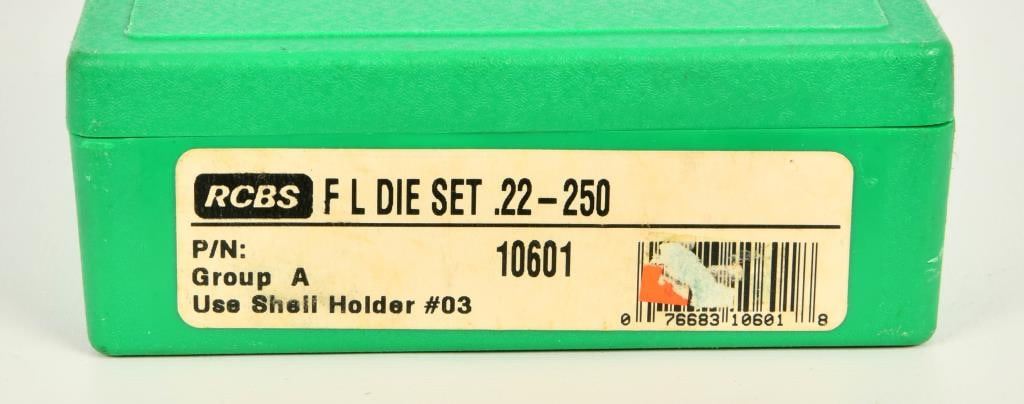 RCBS F L DIE SET .22-250
P/N: 10601
Group A
Use Shell Holder #03
0 76683 10601 8